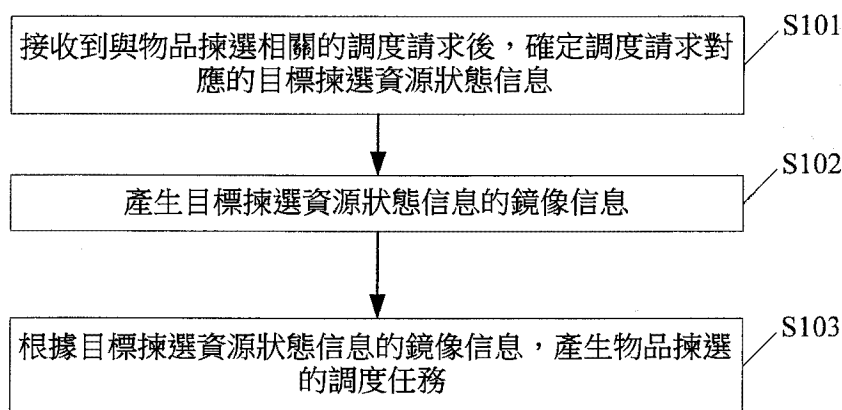 接收到與物品揀選相關的調度請求後，確定調度請求對
應的目標揀選資源狀態信息
S101
產生目標揀選資源狀態信息的鏡像信息
S102
根據目標揀選資源狀態信息的鏡像信息，產生物品揀選
的調度任務
S103